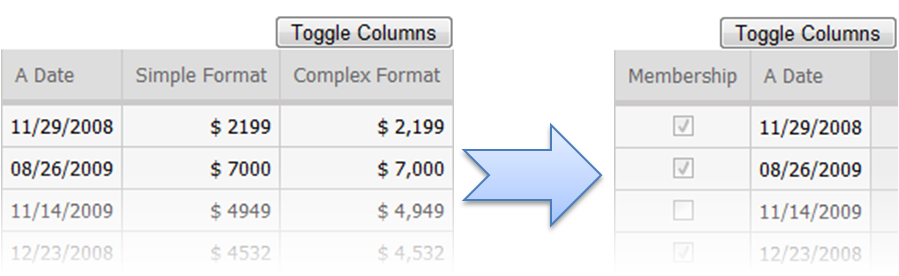 Toggle Columns
A Date Simple Format Complex Format
11/29/2008 $ 2199 $ 2,199
08/26/2009 $ 7000 $ 7,000
11/14/2009 $ 4949 $ 4,949
12/23/2008 $ 4532 $ 4,532
Toggle Columns
Membership A Date
11/29/2008
08/26/2009
11/14/2009
12/23/2008